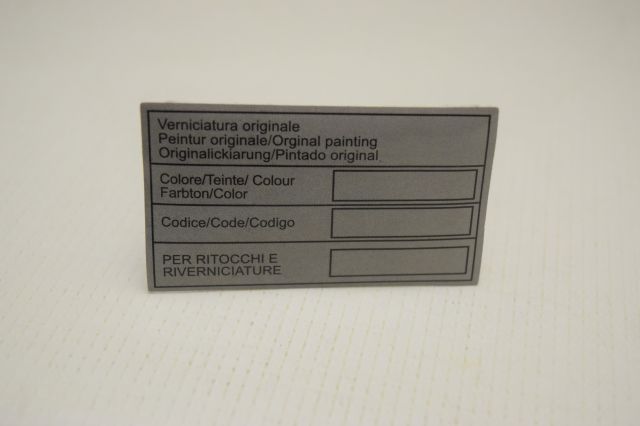 Verniciatura originale
Peintur originale/Orginal painting
Originalickiarung/Pintado original
Colore/Teinte/ Colour
Farbton/Color
Codice/Code/Codigo
PER RITOCCHI E
RIVERNICIATURE